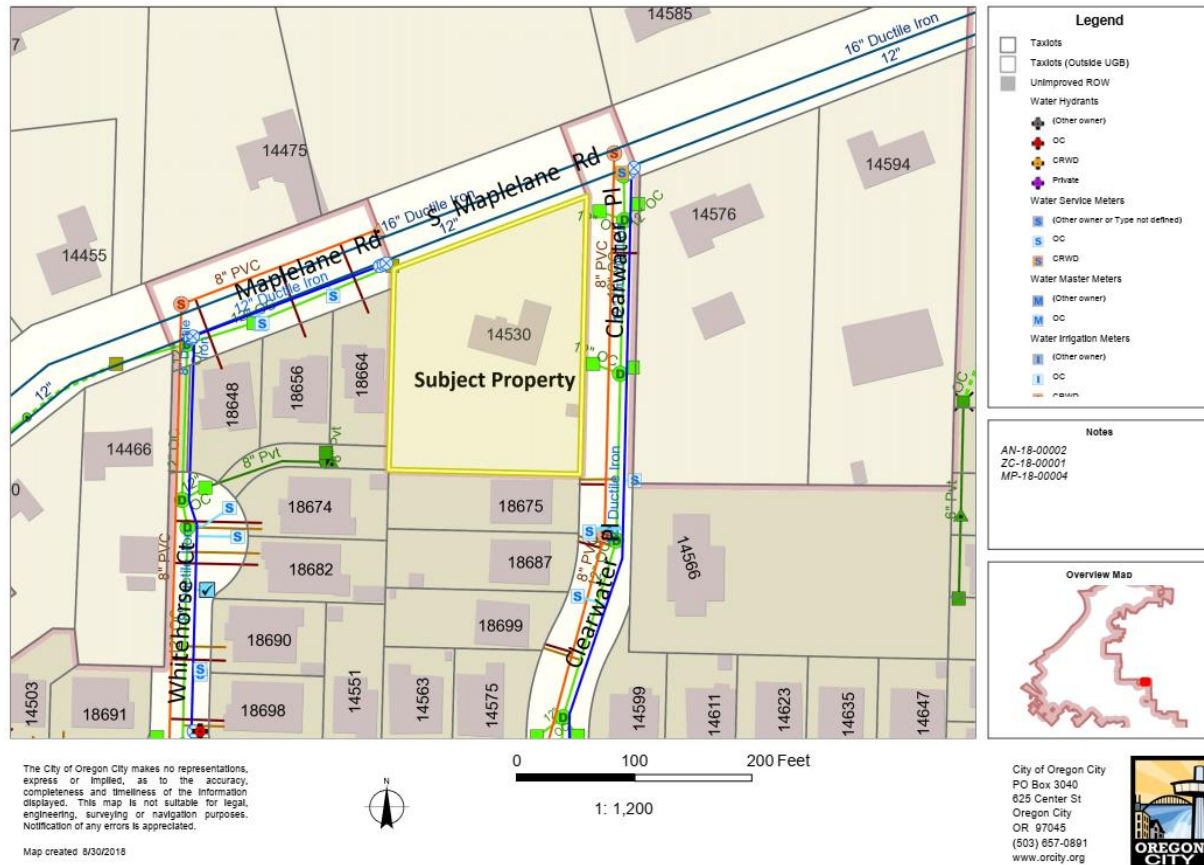 14585
16" Ductile Iron
12"
14475
14594
S Maplelane Rd
16" Ductile Iron
12"
14576
14455
Maplelane Rd
8" PVC
12" Ductile Iron
8" PVC
Clearwater Pl
14530
Subject Property
12"
18648
18656
18664
14466
8" Pvt
OC
6" Pvt
18674
18675
Ductile Iron
18682
18687
14566
8" PVC
Whitehorse Ct
Clearwater Pl
18690
18699
14503
18691
18698
14551
14563
14575
14599
14611
14623
14635
14647
Legend
Taxlots
Taxlots (Outside UGB)
Unimproved ROW
Water Hydrants
(Other owner)
OC
CRWD
Private
Water Service Meters
S (Other owner or Type not defined)
S OC
S CRWD
Water Master Meters
M (Other owner)
M OC
Water Irrigation Meters
I (Other owner)
I OC
Notes
AN-18-00002
ZC-18-00001
MP-18-00004
Overview Map
The City of Oregon City makes no representations,
express or implied, as to the accuracy,
completeness and timeliness of the information
displayed. This map is not suitable for legal,
engineering, surveying or navigation purposes.
Notification of any errors is appreciated.
Map created 8/30/2018
N
0 100 200 Feet
1: 1,200
City of Oregon City
PO Box 3040
625 Center St
Oregon City
OR 97045
(503) 657-0891
www.orcity.org
OREGON
CITY